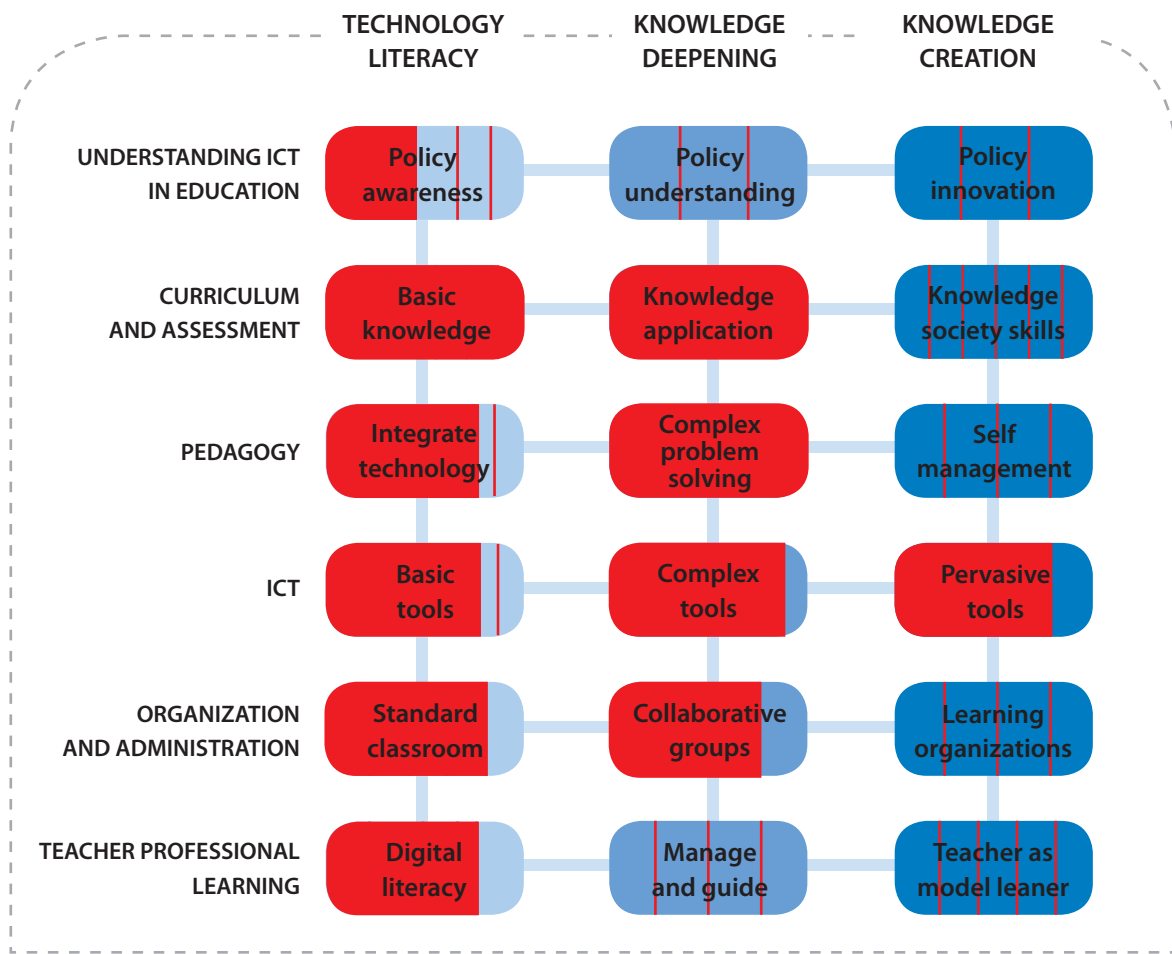 TECHNOLOGY
LITERACY
KNOWLEDGE
DEEPENING
KNOWLEDGE
CREATION
UNDERSTANDING ICT
IN EDUCATION
Policy
awareness
Policy
understanding
Policy
innovation
CURRICULUM
AND ASSESSMENT
Basic
knowledge
Knowledge
application
Knowledge
society skills
PEDAGOGY
Integrate
technology
Complex
problem
solving
Self
management
ICT
Basic
tools
Complex
tools
Pervasive
tools
ORGANIZATION
AND ADMINISTRATION
Standard
classroom
Collaborative
groups
Learning
organizations
TEACHER PROFESSIONAL
LEARNING
Digital
literacy
Manage
and guide
Teacher as
model leaner